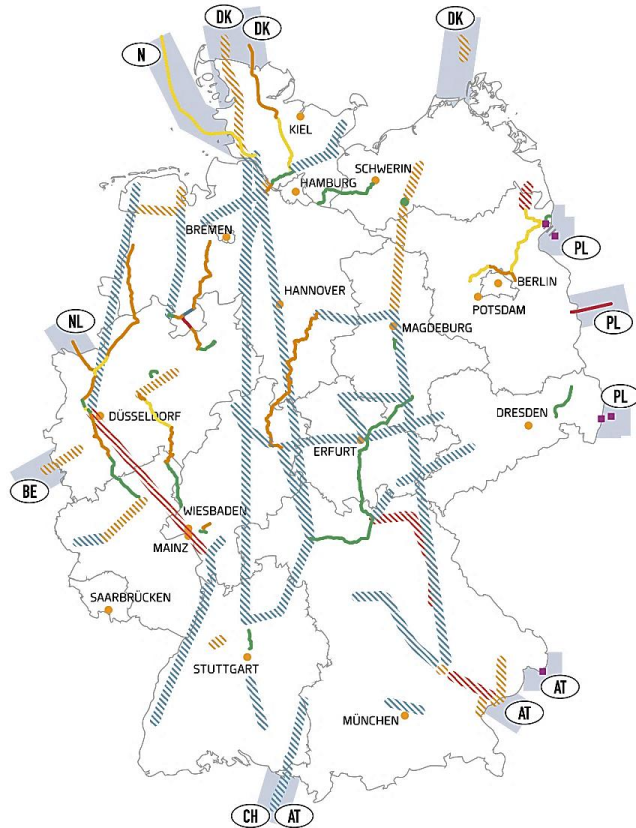 DK
DK
DK
N
KIEL
SCHWERIN
HAMBURG
BREMEN
PL
BERLIN
HANNOVER
POTSDAM
NL
PL
MAGDEBURG
DÜSSELDORF
DRESDEN
PL
ERFURT
BE
WIESBADEN
MAINZ
SAARBRÜCKEN
STUTTGART
AT
AT
MÜNCHEN
CH
AT